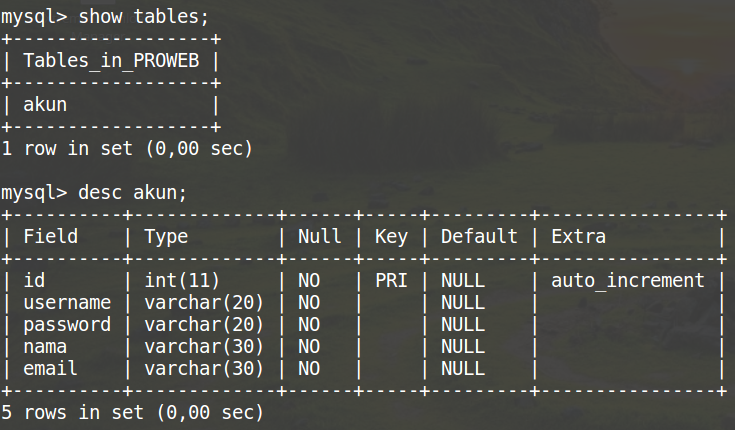 mysql> show tables;
+------------------+
| Tables_in_PROWEB |
+------------------+
| akun             |
+------------------+
1 row in set (0,00 sec)
mysql> desc akun;
+----------+-------------+------+-----+---------+----------------+
| Field    | Type        | Null | Key | Default | Extra          |
+----------+-------------+------+-----+---------+----------------+
| id       | int(11)     | NO   | PRI | NULL    | auto_increment |
| username | varchar(20) | NO   |     | NULL    |                |
| password | varchar(20) | NO   |     | NULL    |                |
| nama     | varchar(30) | NO   |     | NULL    |                |
| email    | varchar(30) | NO   |     | NULL    |                |
+----------+-------------+------+-----+---------+----------------+
5 rows in set (0,00 sec)